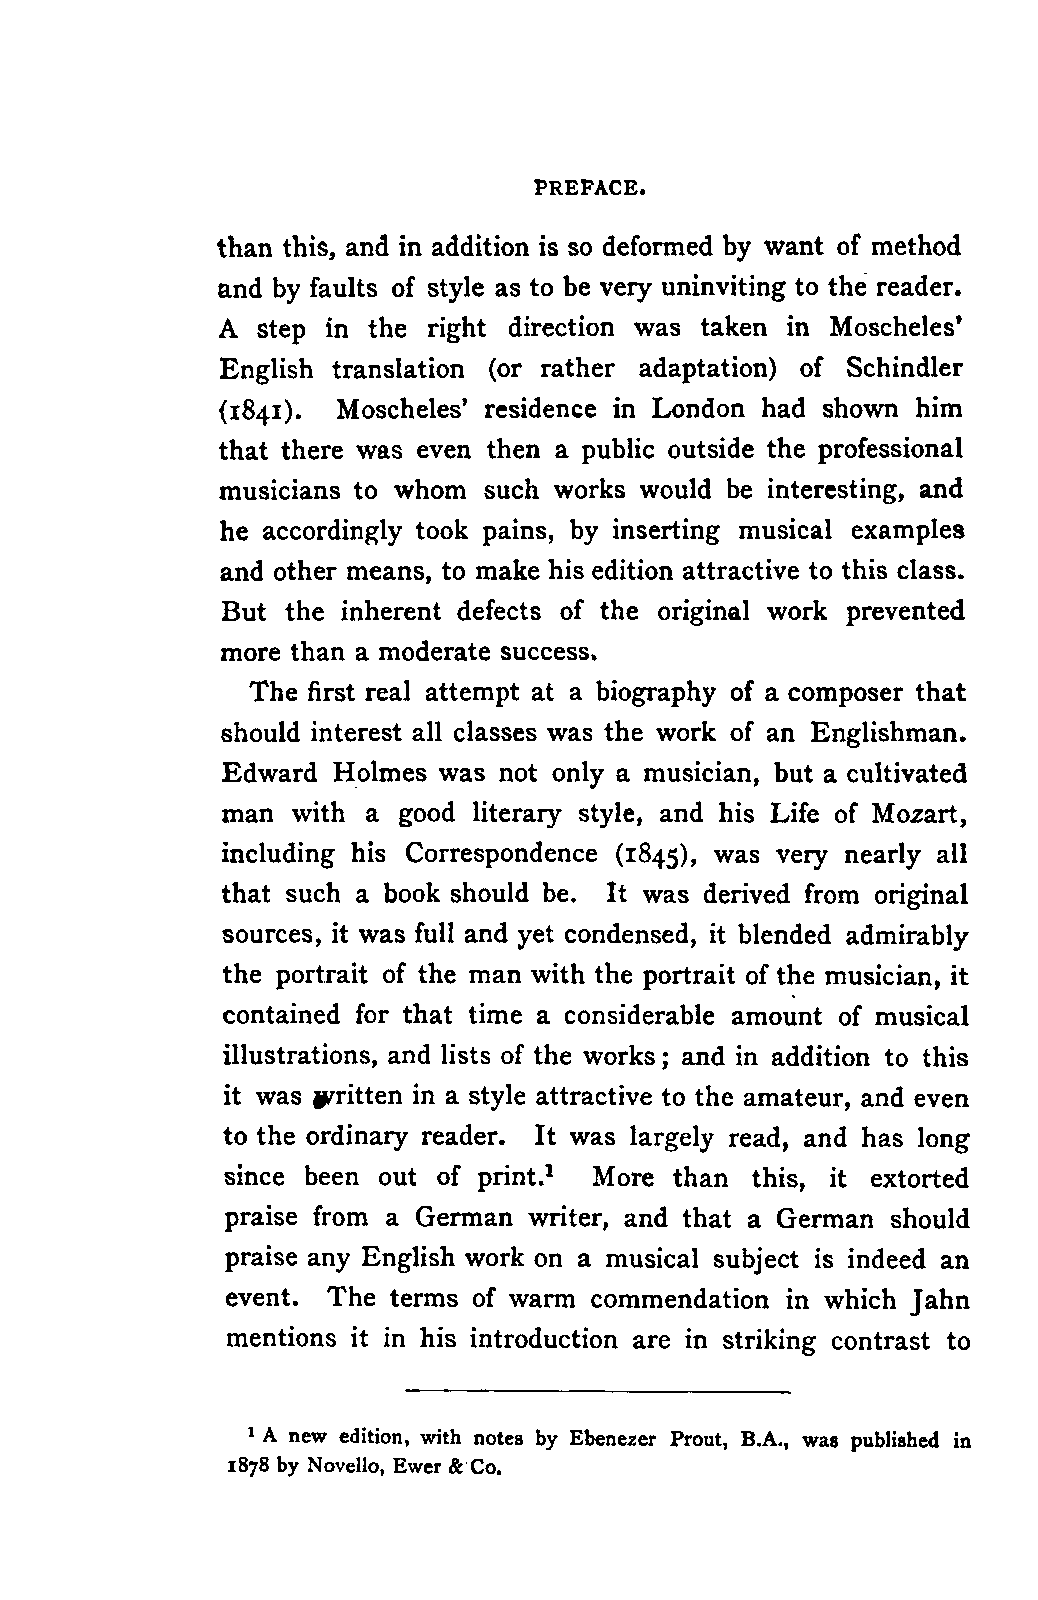 PREFACE.
than this, and in addition is so deformed by want of method
and by faults of style as to be very uninviting to the reader.
A step in the right direction was taken in Moscheles'
English translation (or rather adaptation) of Schindler
(1841). Moscheles' residence in London had shown him
that there was even then a public outside the professional
musicians to whom such works would be interesting, and
he accordingly took pains, by inserting musical examples
and other means, to make his edition attractive to this class.
But the inherent defects of the original work prevented
more than a moderate success.
The first real attempt at a biography of a composer that
should interest all classes was the work of an Englishman.
Edward Holmes was not only a musician, but a cultivated
man with a good literary style, and his Life of Mozart,
including his Correspondence (1845), was very nearly all
that such a book should be. It was derived from original
sources, it was full and yet condensed, it blended admirably
the portrait of the man with the portrait of the musician, it
contained for that time a considerable amount of musical
illustrations, and lists of the works; and in addition to this
it was written in a style attractive to the amateur, and even
to the ordinary reader. It was largely read, and has long
since been out of print.¹ More than this, it extorted
praise from a German writer, and that a German should
praise any English work on a musical subject is indeed an
event. The terms of warm commendation in which Jahn
mentions it in his introduction are in striking contrast to
¹ A new edition, with notes by Ebenezer Prout, B.A., was published in
1878 by Novello, Ewer & Co.